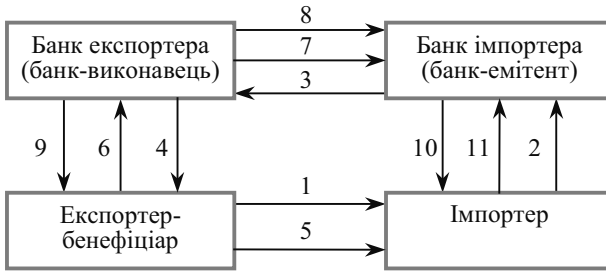 8
Банк експортера
(банк-виконавець)
7
Банк імпортера
(банк-емітент)
3
9
6
4
10
11
2
1
Експортер-
бенефіціар
Імпортер
5